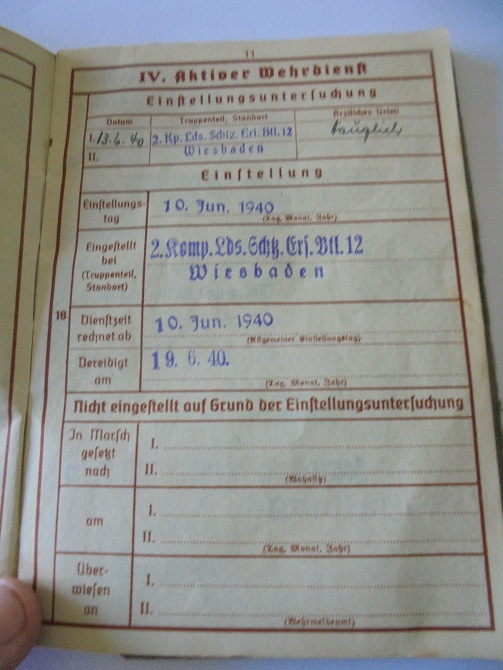 11
IV. Aktiver Wehrdienst
Einstellungsuntersuchung
Datum Truppenteil, Standort Ärztliches Urteil
I. 13.6.40 2. Kp. Lds. Schtz. Ers. Btl. 12 Tauglich
II. Wiesbaden
Einstellung
Einstellungs-
tag
10. Jun. 1940
(Tag, Monat, Jahr)
Eingestellt
bei
(Truppenteil,
Standort)
2. Komp. Lds. Schtz. Ers. Btl. 12
Wiesbaden
18
Dienstzeit
rechnet ab
10. Jun. 1940
(Allgemeiner Einstellungstag)
Vereidigt
am
19. 6. 40.
(Tag, Monat, Jahr)
Nicht eingestellt auf Grund der Einstellungsuntersuchung
In Marsch
gesetzt
nach
I.
II.
am
I.
II.
(Tag, Monat, Jahr)
Über-
wiesen
an
I.
II.
(Wehrmeldeamt)